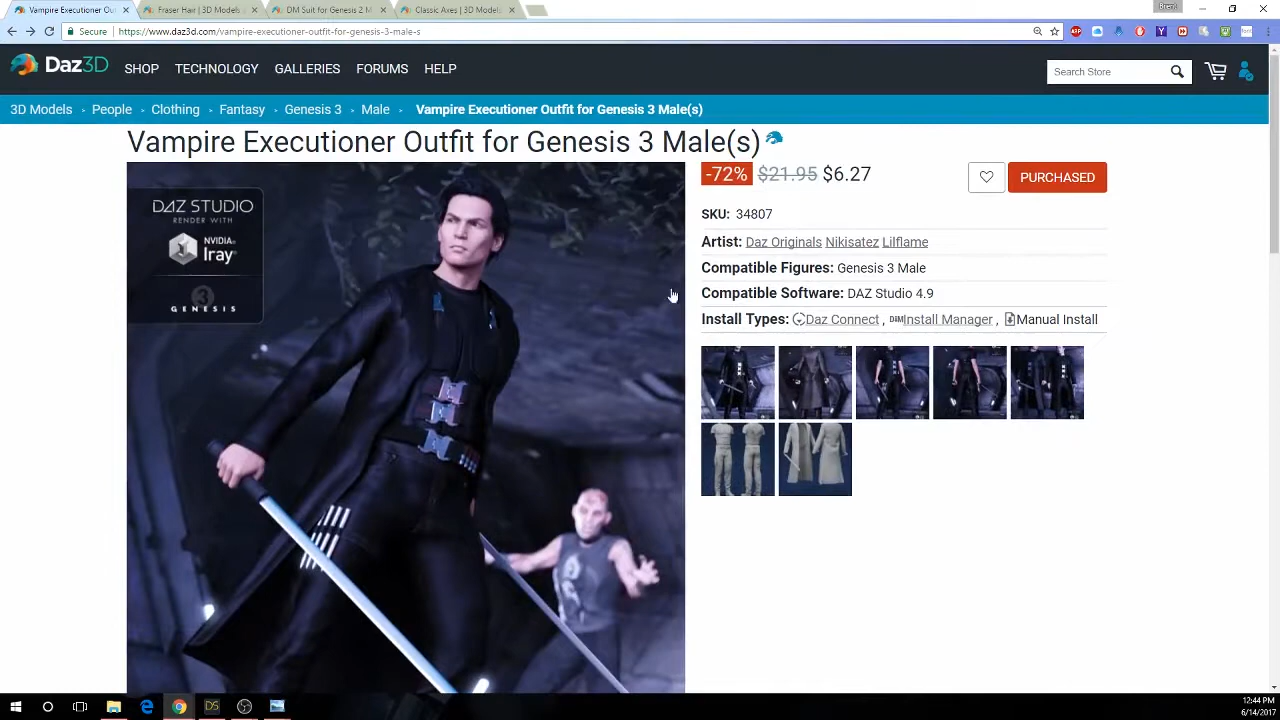 Vampire Executioner Out
Fraser Hair | 3D Models
DM Suit for Genesis 2 M
Classic Axes | 3D Models
Secure
https://www.daz3d.com/vampire-executioner-outfit-for-genesis-3-male-s
Daz3D
SHOP
TECHNOLOGY
GALLERIES
FORUMS
HELP
Search Store
3D Models
People
Clothing
Fantasy
Genesis 3
Male
Vampire Executioner Outfit for Genesis 3 Male(s)
Vampire Executioner Outfit for Genesis 3 Male(s)
DAZ STUDIO
RENDER WITH
NVIDIA
Iray
3
GENESIS
-72% $21.95 $6.27
PURCHASED
SKU: 34807
Artist: Daz Originals Nikisatez Lilflame
Compatible Figures: Genesis 3 Male
Compatible Software: DAZ Studio 4.9
Install Types: Daz Connect , DIM Install Manager , Manual Install
DS
12:44 PM
6/14/2017